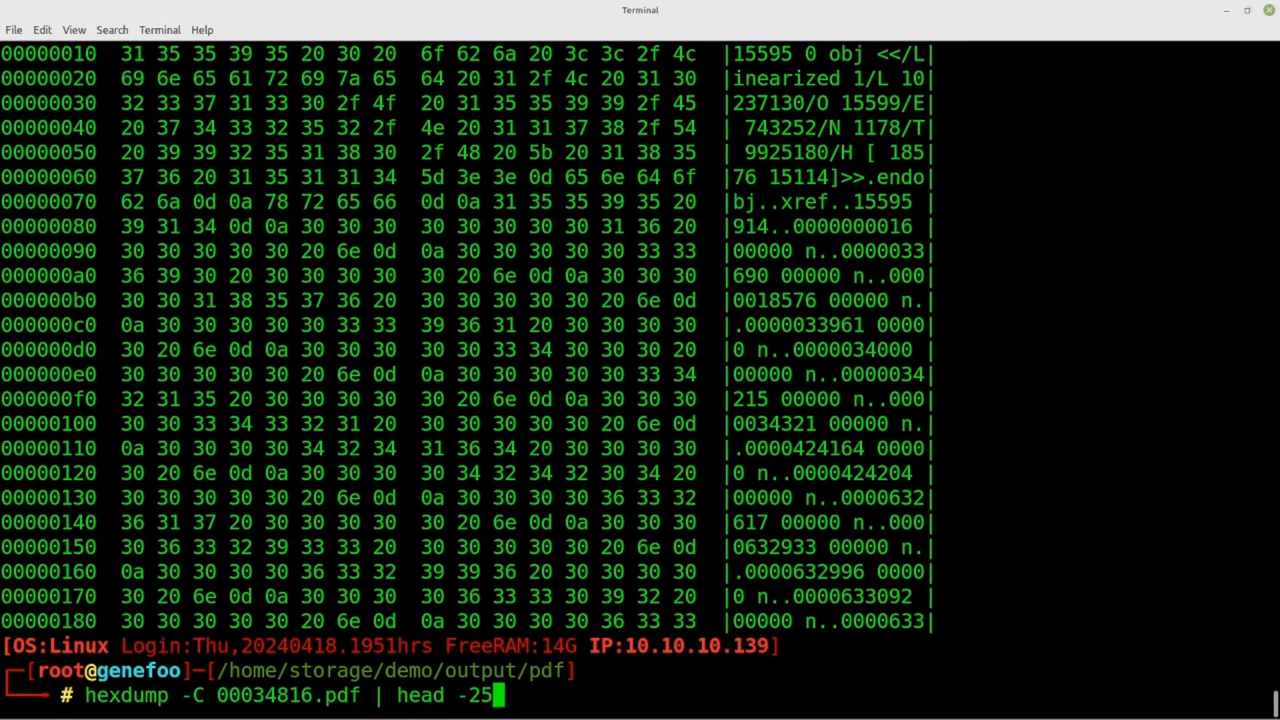 Terminal
File Edit View Search Terminal Help
00000010  31 35 35 39 35 20 30 20  6f 62 6a 20 3c 3c 2f 4c  |15595 0 obj <</L|
00000020  69 6e 65 61 72 69 7a 65  64 20 31 2f 4c 20 31 30  |inearized 1/L 10|
00000030  32 33 37 31 33 30 2f 4f  20 31 35 35 39 39 2f 45  |237130/O 15599/E|
00000040  20 37 34 33 32 35 32 2f  4e 20 31 31 37 38 2f 54  | 743252/N 1178/T|
00000050  20 39 39 32 35 31 38 30  2f 48 20 5b 20 31 38 35  | 9925180/H [ 185|
00000060  37 36 20 31 35 31 31 34  5d 3e 3e 0d 65 6e 64 6f  |76 15114]>>.endo|
00000070  62 6a 0d 0a 78 72 65 66  0d 0a 31 35 35 39 35 20  |bj..xref..15595 |
00000080  39 31 34 0d 0a 30 30 30  30 30 30 30 30 31 36 20  |914..0000000016 |
00000090  30 30 30 30 30 20 6e 0d  0a 30 30 30 30 30 33 33  |00000 n..0000033|
000000a0  36 39 30 20 30 30 30 30  30 20 6e 0d 0a 30 30 30  |690 00000 n..000|
000000b0  30 30 31 38 35 37 36 20  30 30 30 30 30 20 6e 0d  |0018576 00000 n.|
000000c0  0a 30 30 30 30 30 33 33  39 36 31 20 30 30 30 30  |.0000033961 0000|
000000d0  30 20 6e 0d 0a 30 30 30  30 30 33 34 30 30 30 20  |0 n..0000034000 |
000000e0  30 30 30 30 30 20 6e 0d  0a 30 30 30 30 30 33 34  |00000 n..0000034|
000000f0  32 31 35 20 30 30 30 30  30 20 6e 0d 0a 30 30 30  |215 00000 n..000|
00000100  30 30 33 34 33 32 31 20  30 30 30 30 30 20 6e 0d  |0034321 00000 n.|
00000110  0a 30 30 30 30 34 32 34  31 36 34 20 30 30 30 30  |.0000424164 0000|
00000120  30 20 6e 0d 0a 30 30 30  30 34 32 34 32 30 34 20  |0 n..0000424204 |
00000130  30 30 30 30 30 20 6e 0d  0a 30 30 30 30 36 33 32  |00000 n..0000632|
00000140  36 31 37 20 30 30 30 30  30 20 6e 0d 0a 30 30 30  |617 00000 n..000|
00000150  30 36 33 32 39 33 33 20  30 30 30 30 30 20 6e 0d  |0632933 00000 n.|
00000160  0a 30 30 30 30 36 33 32  39 39 36 20 30 30 30 30  |.0000632996 0000|
00000170  30 20 6e 0d 0a 30 30 30  30 36 33 33 30 39 32 20  |0 n..0000633092 |
00000180  30 30 30 30 30 20 6e 0d  0a 30 30 30 30 36 33 33  |00000 n..0000633|
[OS:Linux Login:Thu,20240418.1951hrs FreeRAM:14G IP:10.10.10.139]
[root@genefoo]─[/home/storage/demo/output/pdf]
# hexdump -C 00034816.pdf | head -25